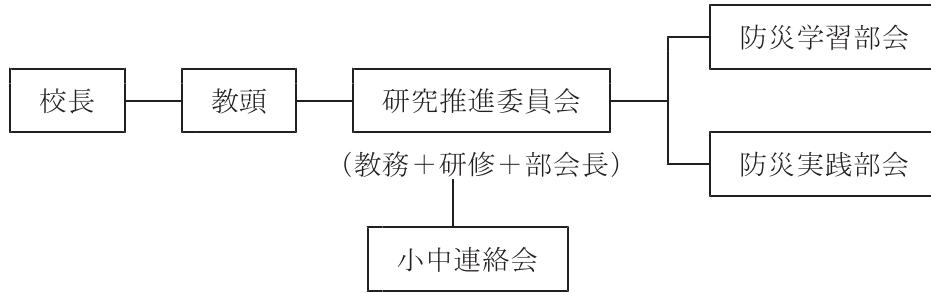 防災学習部会
校長
教頭
研究推進委員会
（教務＋研修＋部会長）
防災実践部会
小中連絡会